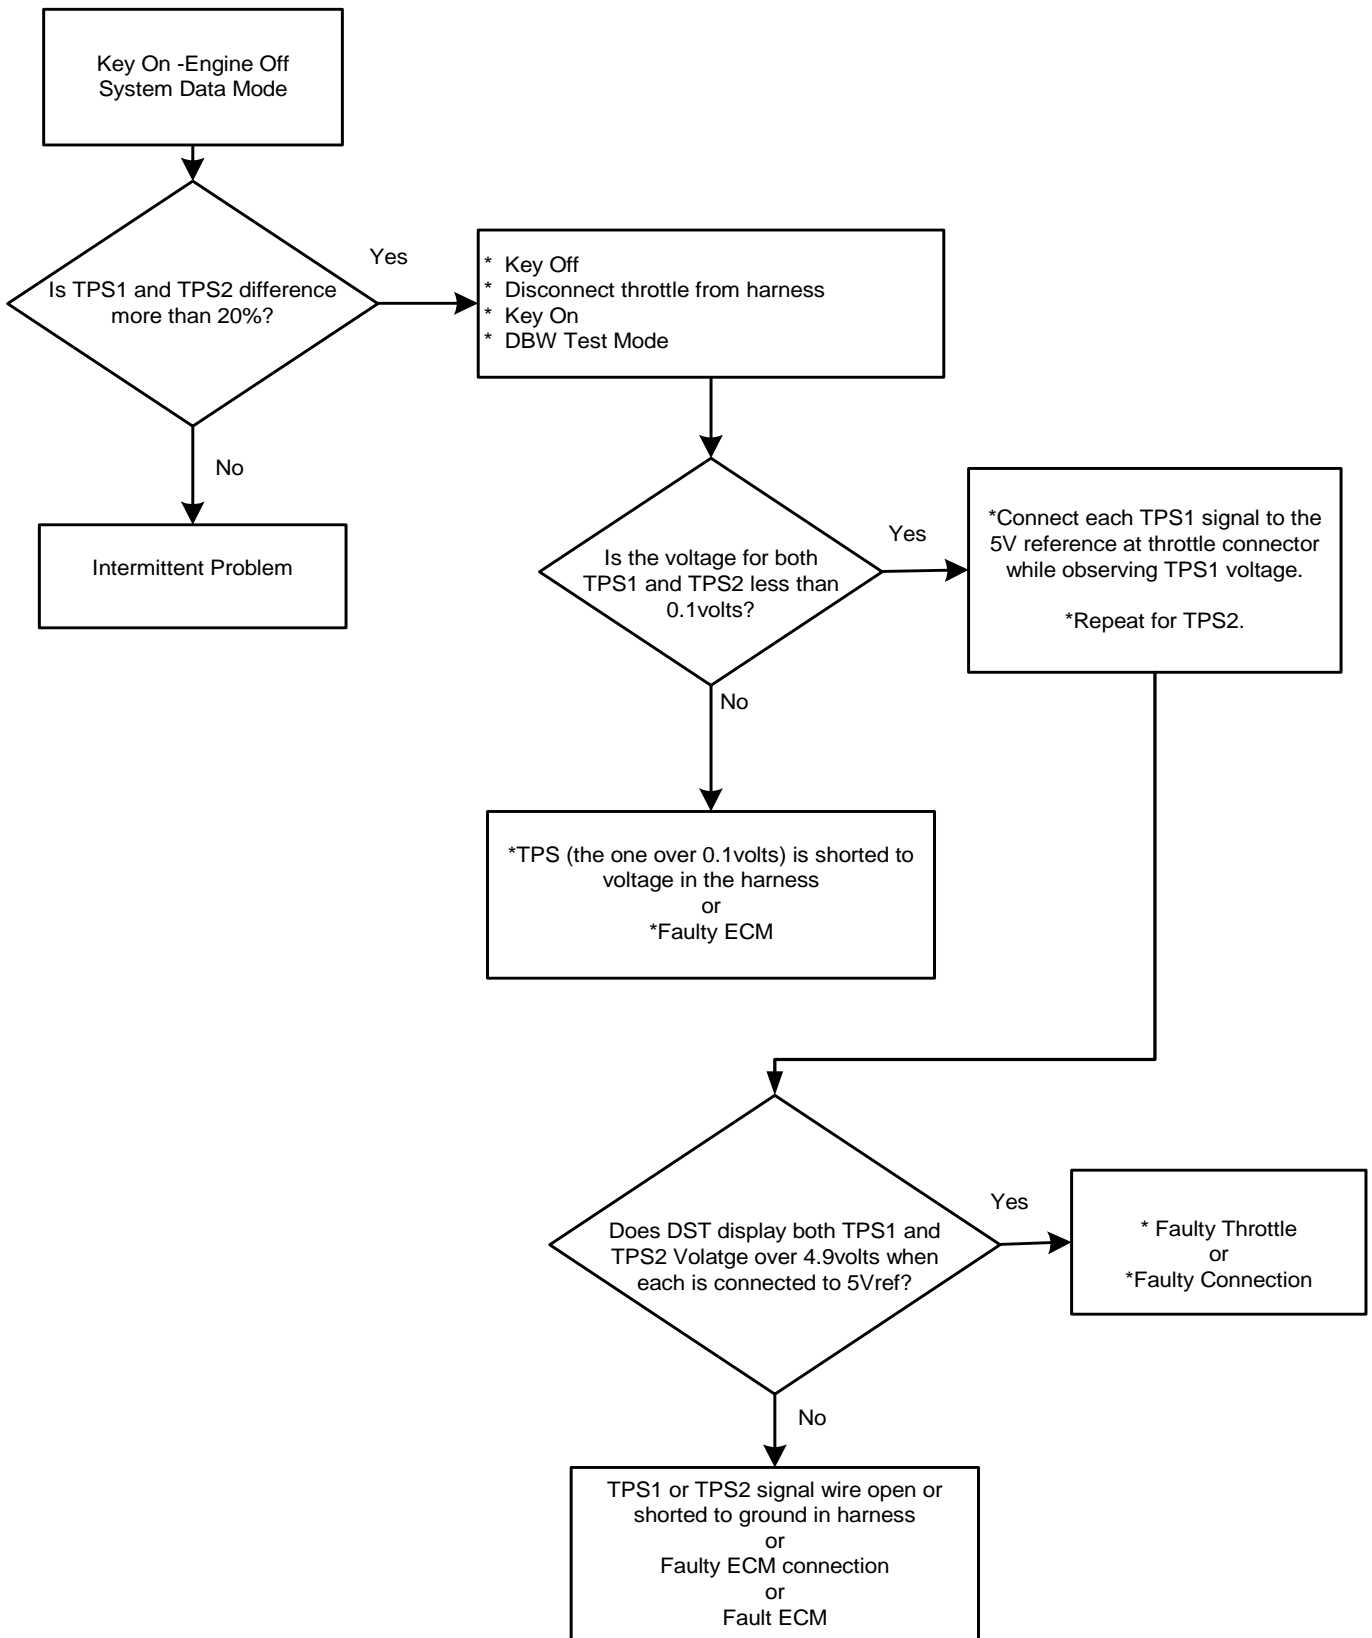 Key On -Engine Off
System Data Mode
Is TPS1 and TPS2 difference
more than 20%?
Yes
* Key Off
* Disconnect throttle from harness
* Key On
* DBW Test Mode
No
Intermittent Problem
Is the voltage for both
TPS1 and TPS2 less than
0.1volts?
Yes
*Connect each TPS1 signal to the
5V reference at throttle connector
while observing TPS1 voltage.
*Repeat for TPS2.
No
*TPS (the one over 0.1volts) is shorted to
voltage in the harness
or
*Faulty ECM
Does DST display both TPS1 and
TPS2 Volatge over 4.9volts when
each is connected to 5Vref?
Yes
* Faulty Throttle
or
*Faulty Connection
No
TPS1 or TPS2 signal wire open or
shorted to ground in harness
or
Faulty ECM connection
or
Fault ECM